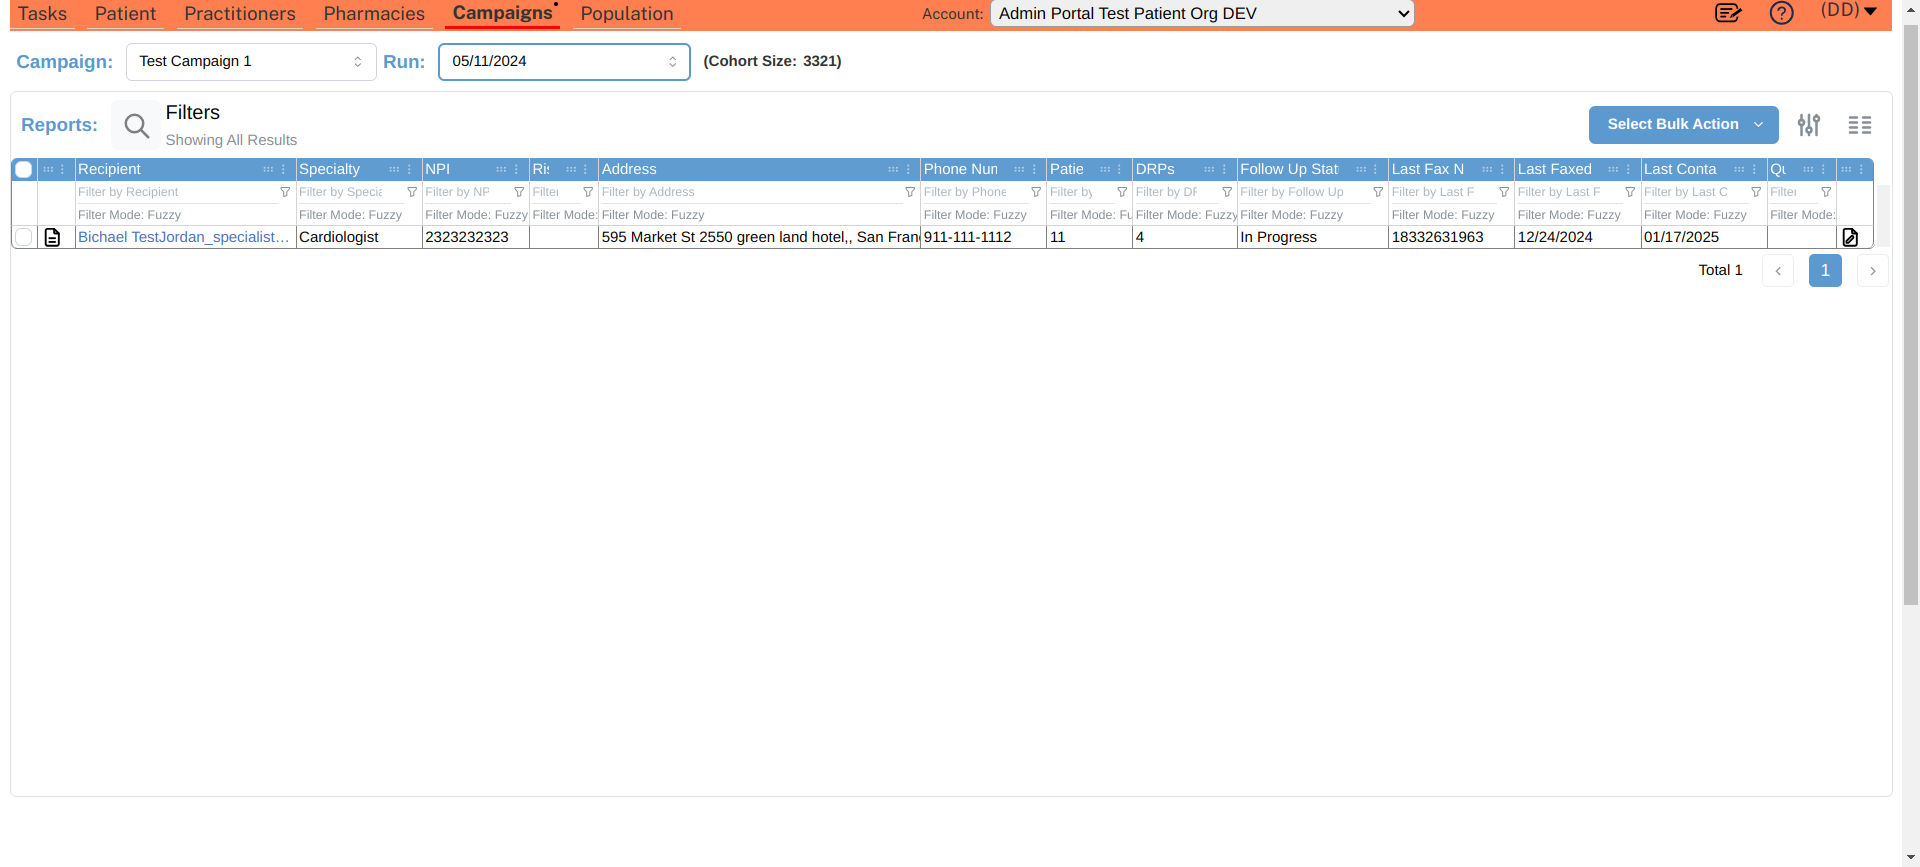 Tasks Patient Practitioners Pharmacies Campaigns Population Account: Admin Portal Test Patient Org DEV (DD)
Campaign: Test Campaign 1 Run: 05/11/2024 (Cohort Size: 3321)
Reports: Filters
Showing All Results
Select Bulk Action
Recipient Specialty NPI Ris Address Phone Nun Patie DRPs Follow Up Stat Last Fax N Last Faxed Last Conta Qu
Filter by Recipient Filter by Specia Filter by NP Filter Filter by Address Filter by Phone Filter by Filter by DF Filter by Follow Up Filter by Last F Filter by Last F Filter by Last C Filter
Filter Mode: Fuzzy Filter Mode: Fuzzy Filter Mode: Fuzzy Filter Mode: Filter Mode: Fuzzy Filter Mode: Fuzzy Filter Mode: Fu Filter Mode: Fuzzy Filter Mode: Fuzzy Filter Mode: Fuzzy Filter Mode: Fuzzy Filter Mode: Fuzzy Filter Mode:
Bichael TestJordan_specialist... Cardiologist 2323232323 595 Market St 2550 green land hotel,, San Fran 911-111-1112 11 4 In Progress 18332631963 12/24/2024 01/17/2025
Total 1 1